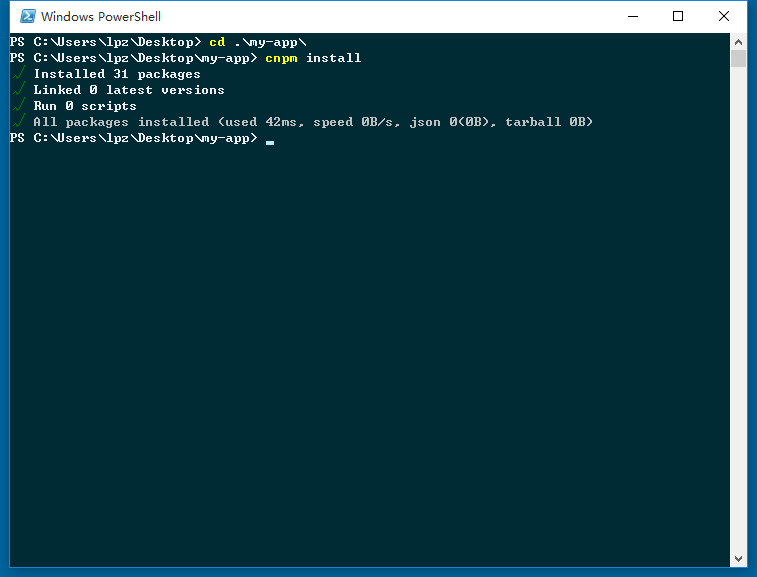 Windows PowerShell
PS C:\Users\lpz\Desktop> cd .\my-app\
PS C:\Users\lpz\Desktop\my-app> cnpm install
√ Installed 31 packages
√ Linked 0 latest versions
√ Run 0 scripts
√ All packages installed (used 42ms, speed 0B/s, json 0(0B), tarball 0B)
PS C:\Users\lpz\Desktop\my-app>